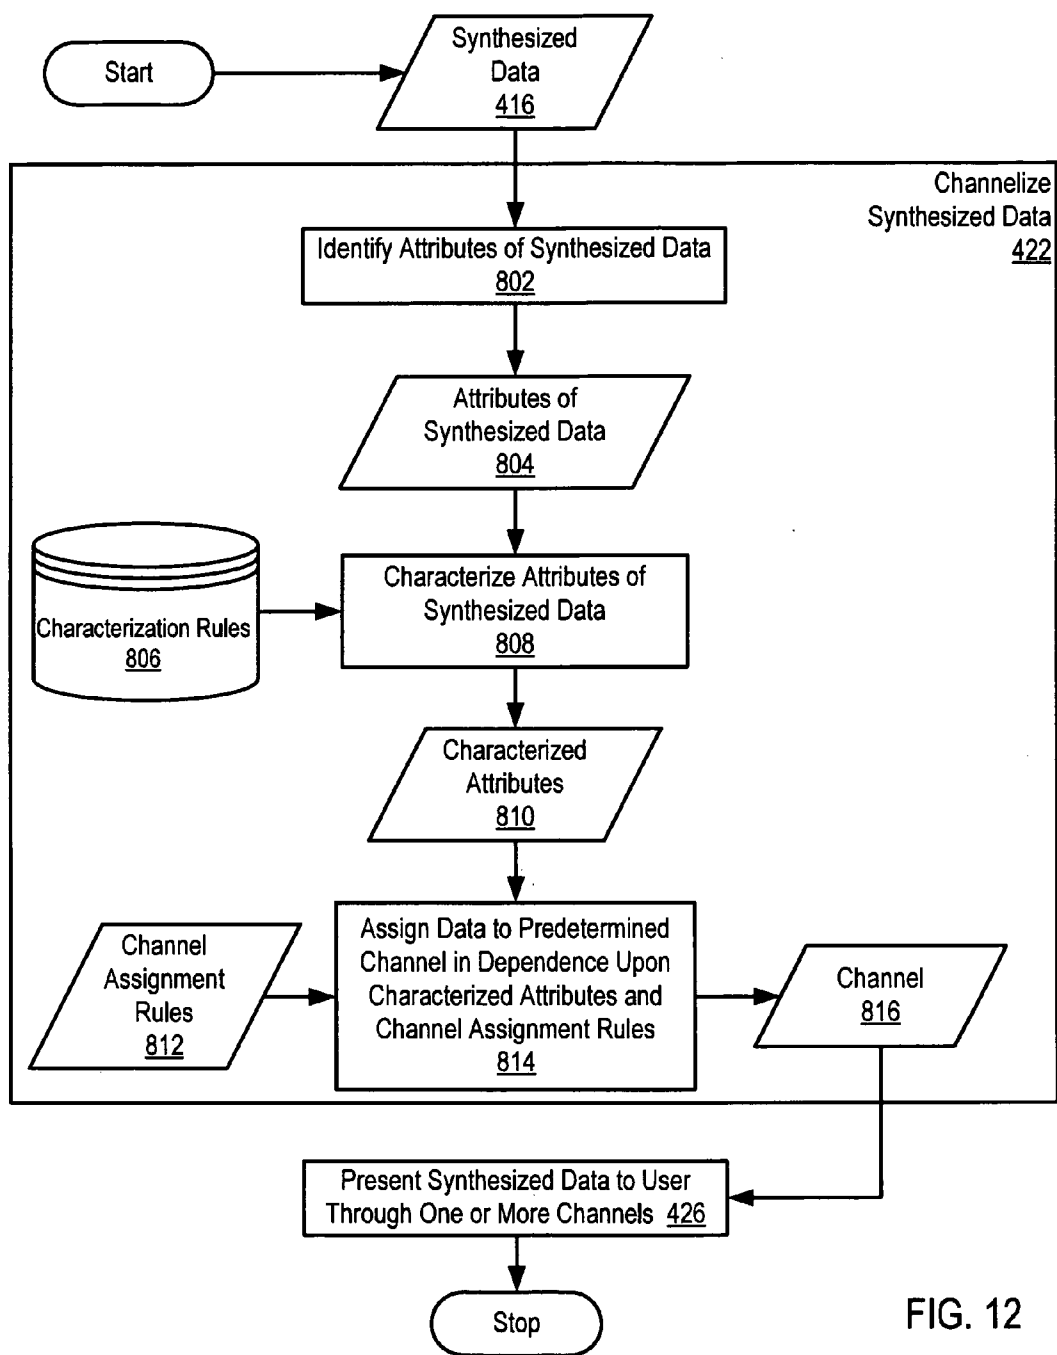 Start
Synthesized
Data
416
Channelize
Synthesized Data
422
Identify Attributes of Synthesized Data
802
Attributes of
Synthesized Data
804
Characterization Rules
806
Characterize Attributes of
Synthesized Data
808
Characterized
Attributes
810
Channel
Assignment
Rules
812
Assign Data to Predetermined
Channel in Dependence Upon
Characterized Attributes and
Channel Assignment Rules
814
Channel
816
Present Synthesized Data to User
Through One or More Channels 426
Stop
FIG. 12